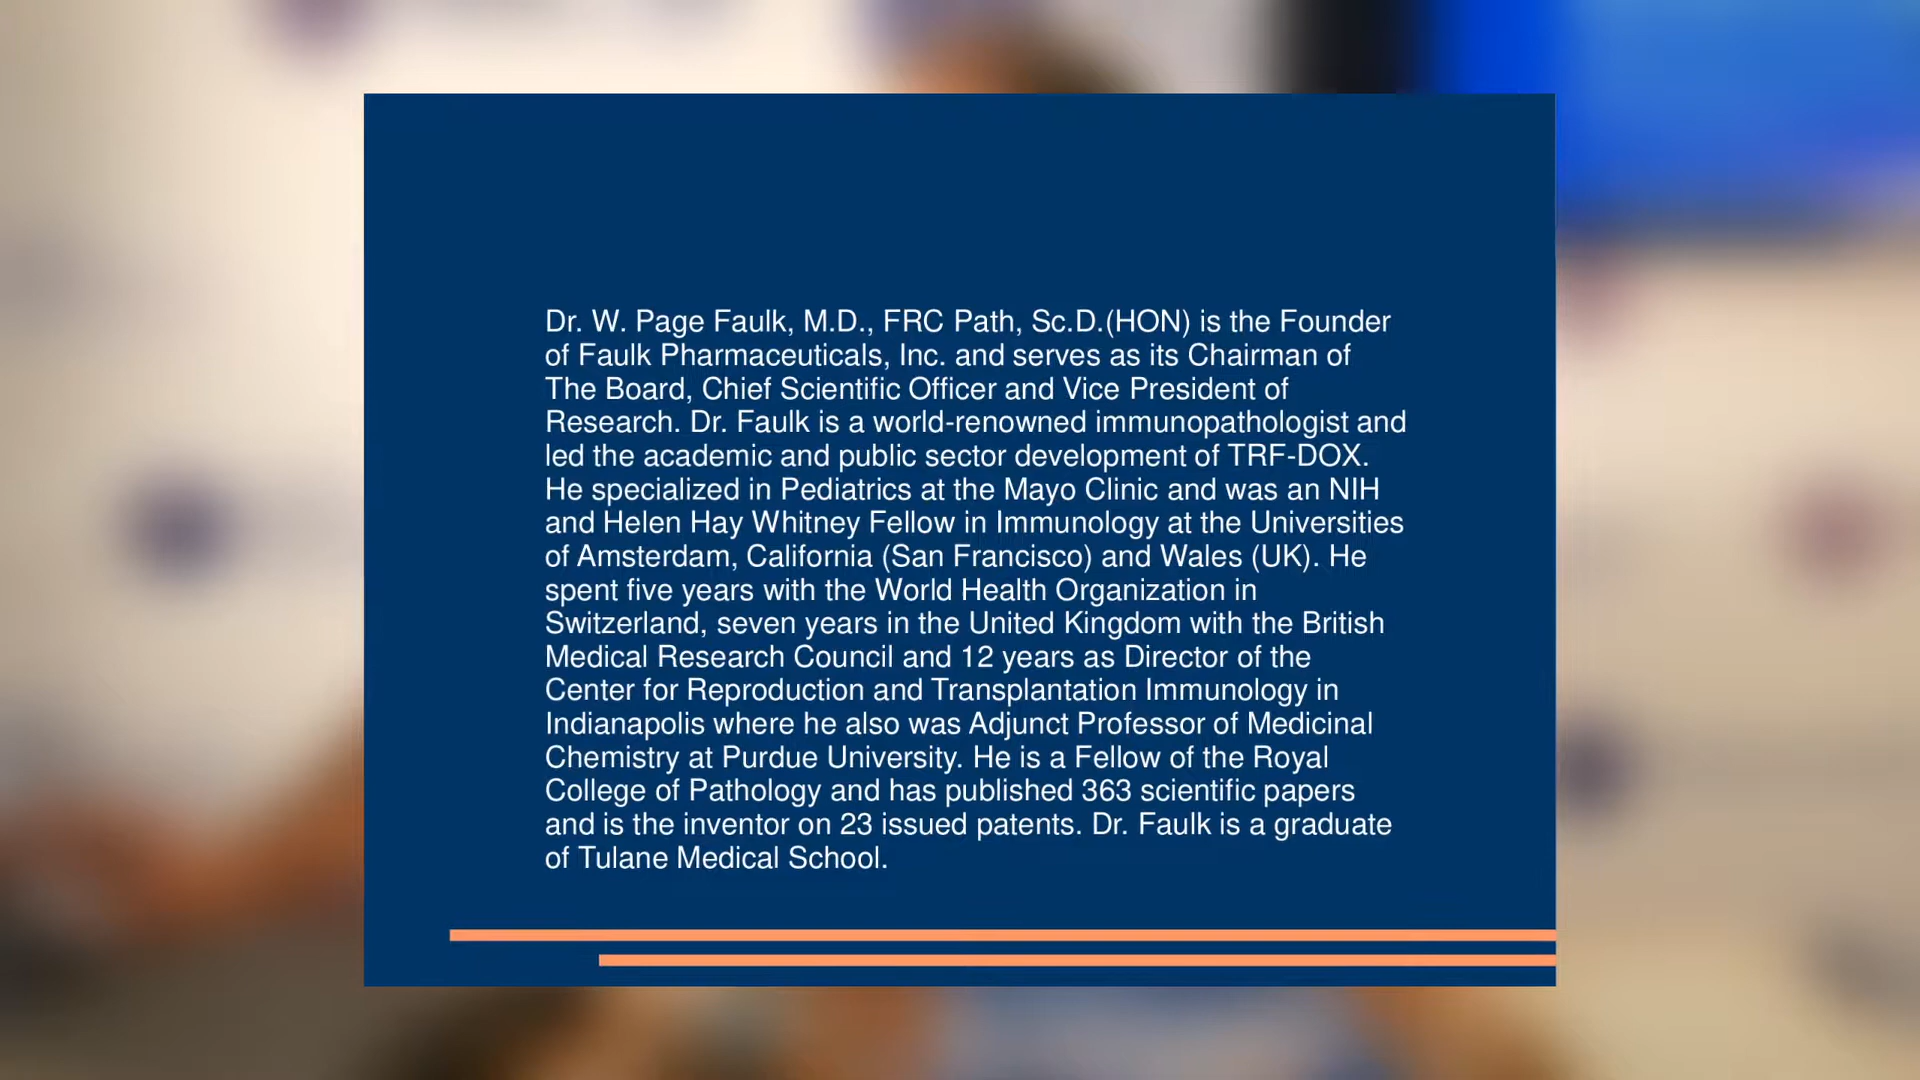 Dr. W. Page Faulk, M.D., FRC Path, Sc.D.(HON) is the Founder
of Faulk Pharmaceuticals, Inc. and serves as its Chairman of
The Board, Chief Scientific Officer and Vice President of
Research. Dr. Faulk is a world-renowned immunopathologist and
led the academic and public sector development of TRF-DOX.
He specialized in Pediatrics at the Mayo Clinic and was an NIH
and Helen Hay Whitney Fellow in Immunology at the Universities
of Amsterdam, California (San Francisco) and Wales (UK). He
spent five years with the World Health Organization in
Switzerland, seven years in the United Kingdom with the British
Medical Research Council and 12 years as Director of the
Center for Reproduction and Transplantation Immunology in
Indianapolis where he also was Adjunct Professor of Medicinal
Chemistry at Purdue University. He is a Fellow of the Royal
College of Pathology and has published 363 scientific papers
and is the inventor on 23 issued patents. Dr. Faulk is a graduate
of Tulane Medical School.